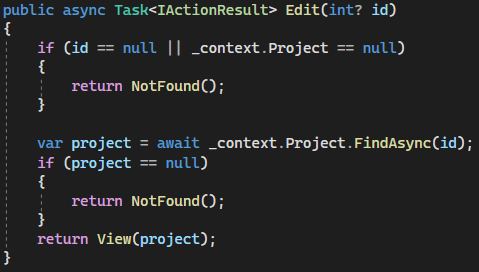 public async Task<IActionResult> Edit(int? id)
{
    if (id == null || _context.Project == null)
    {
        return NotFound();
    }

    var project = await _context.Project.FindAsync(id);
    if (project == null)
    {
        return NotFound();
    }
    return View(project);
}